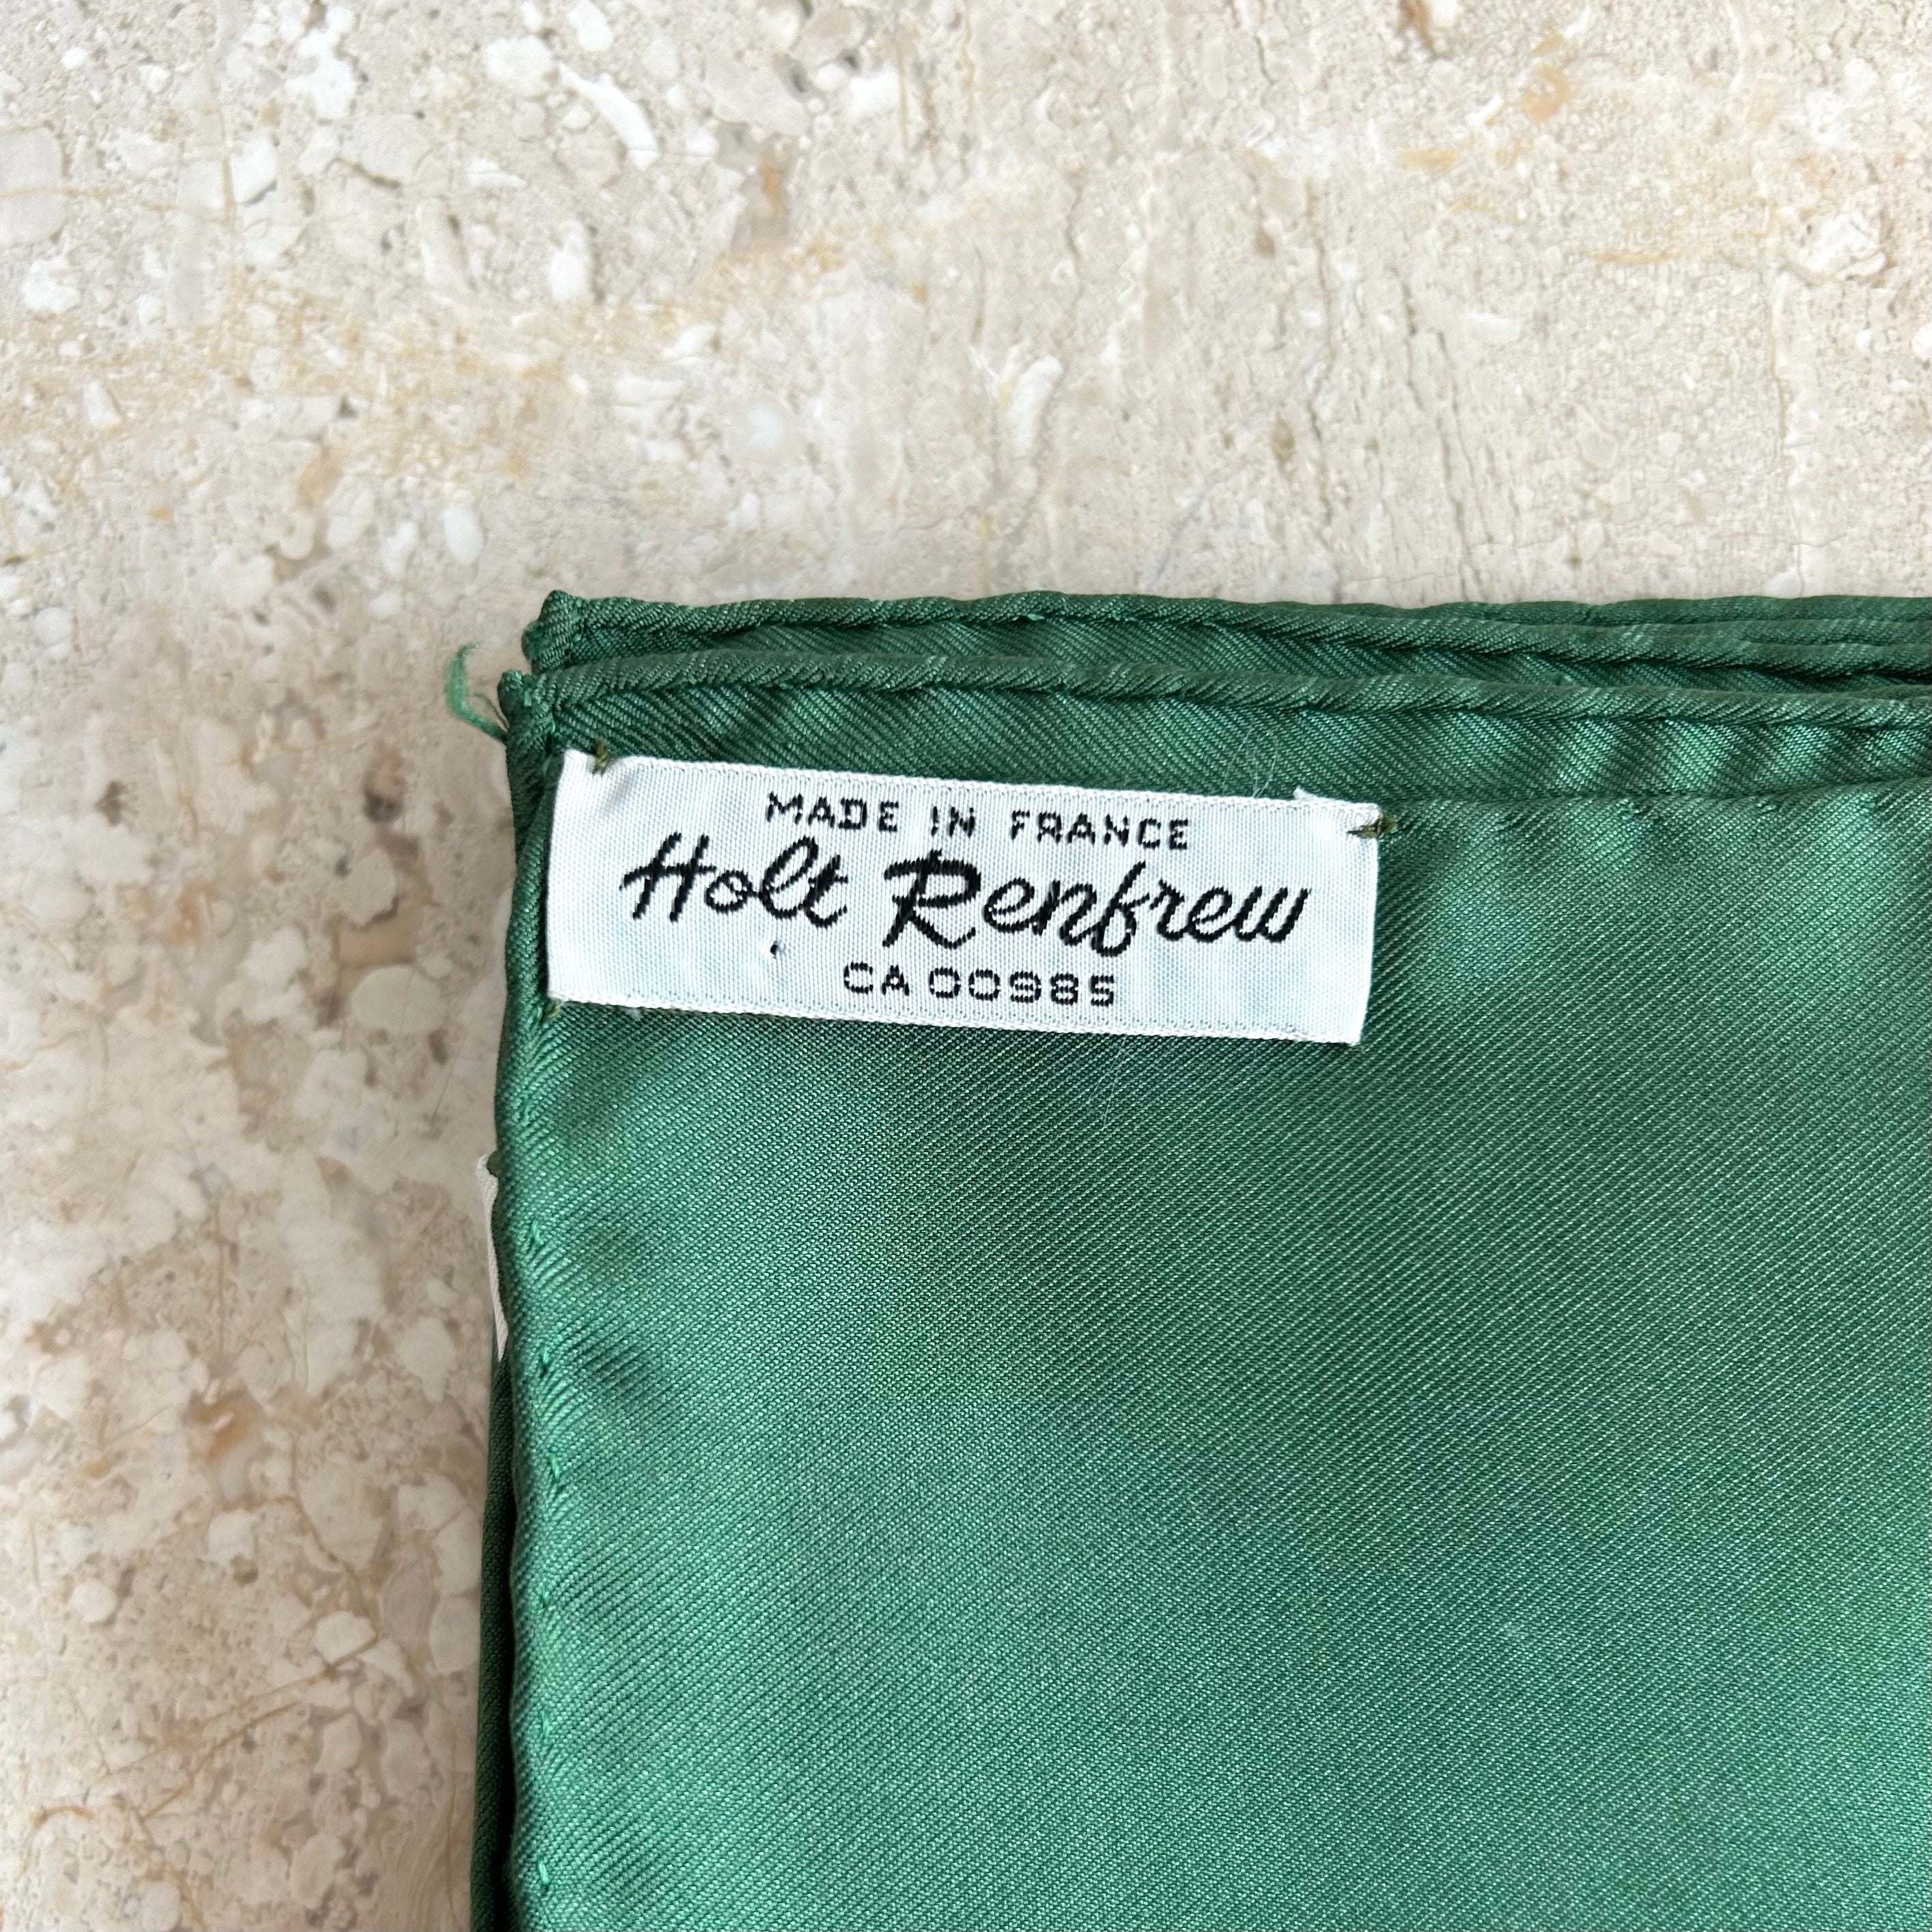 MADE IN FRANCE
Holt Renfrew
CA 00985